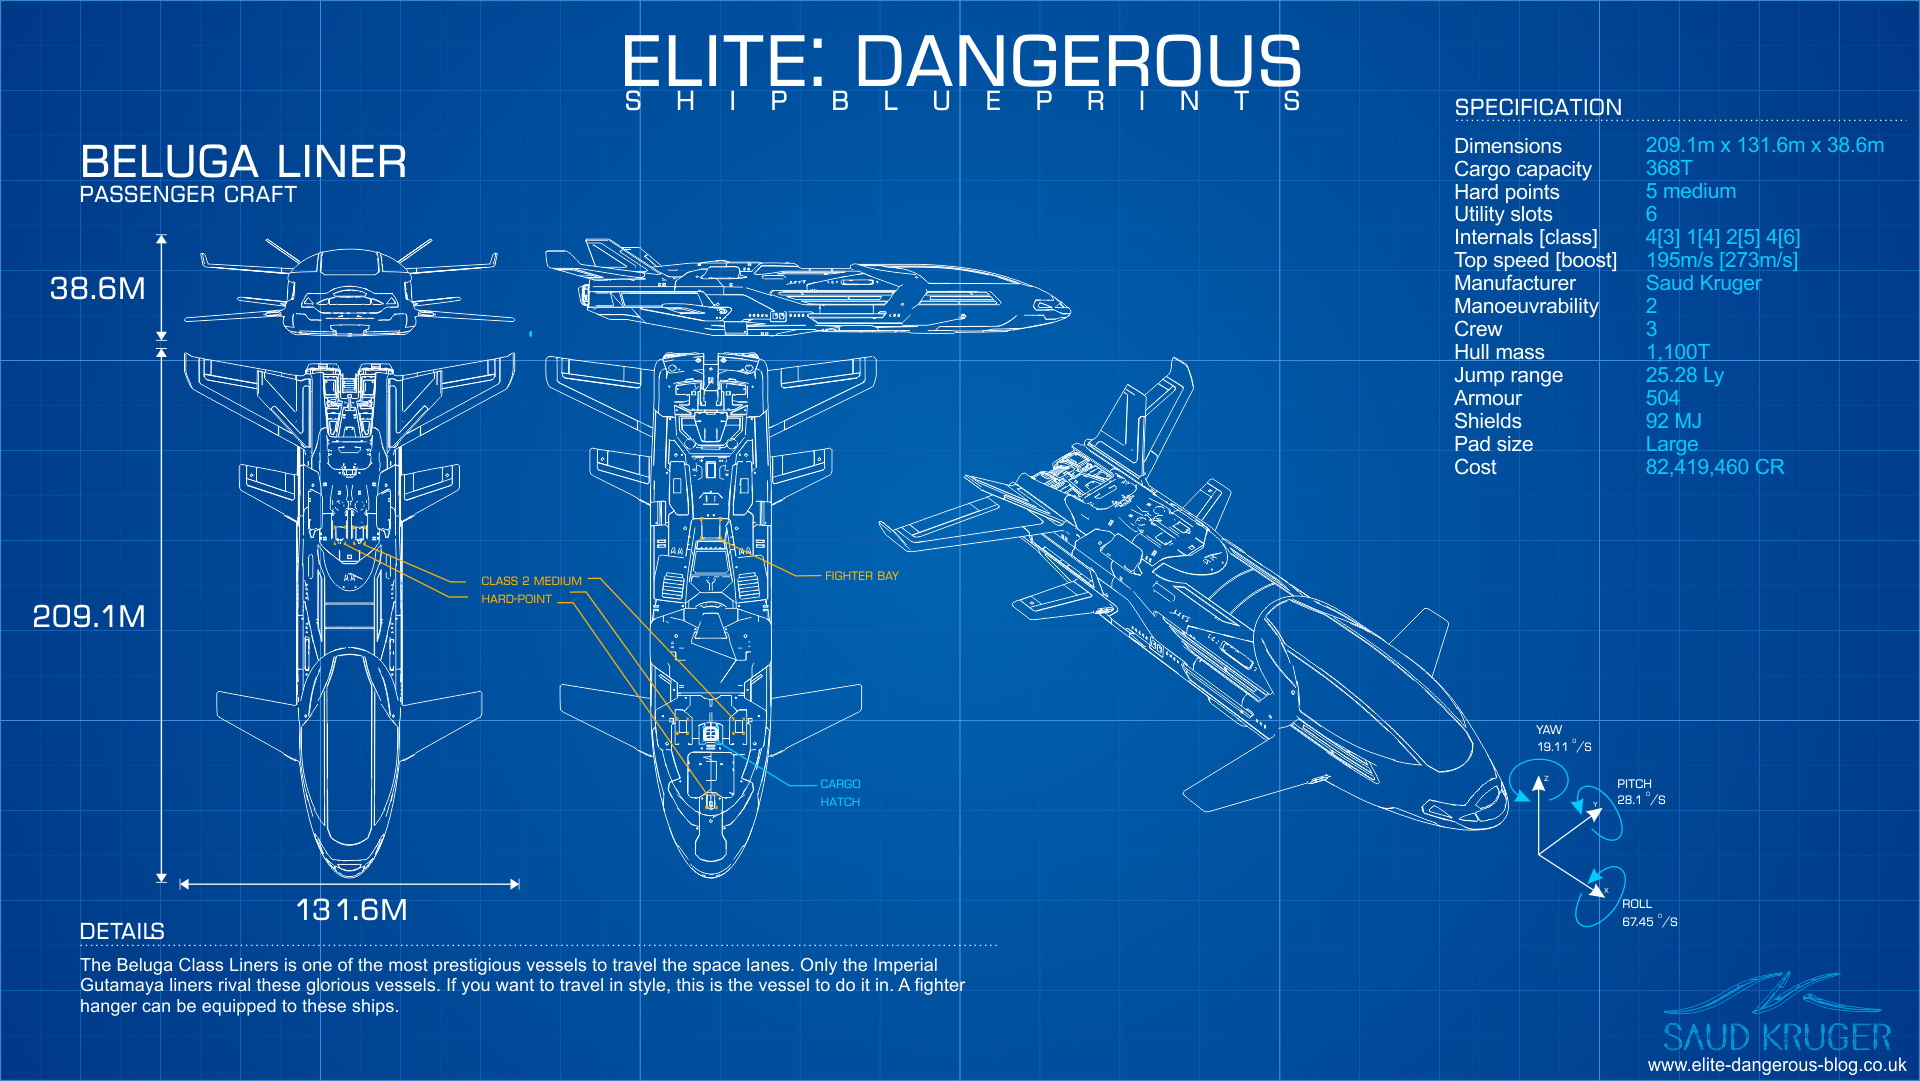 ELITE: DANGEROUS
SHIP BLUEPRINTS
BELUGA LINER
PASSENGER CRAFT
SPECIFICATION
Dimensions 209.1m x 131.6m x 38.6m
Cargo capacity 368T
Hard points 5 medium
Utility slots 6
Internals [class] 4[3] 1[4] 2[5] 4[6]
Top speed [boost] 195m/s [273m/s]
Manufacturer Saud Kruger
Manoeuvrability 2
Crew 3
Hull mass 1,100T
Jump range 25.28 Ly
Armour 504
Shields 92 MJ
Pad size Large
Cost 82,419,460 CR
38.6M
209.1M
131.6M
CLASS 2 MEDIUM
HARD-POINT
FIGHTER BAY
CARGO
HATCH
YAW
19.11 °/S
Z
PITCH
28.1 °/S
Y
X
ROLL
67.45 °/S
DETAILS
The Beluga Class Liners is one of the most prestigious vessels to travel the space lanes. Only the Imperial
Gutamaya liners rival these glorious vessels. If you want to travel in style, this is the vessel to do it in. A fighter
hanger can be equipped to these ships.
SAUD KRUGER
www.elite-dangerous-blog.co.uk